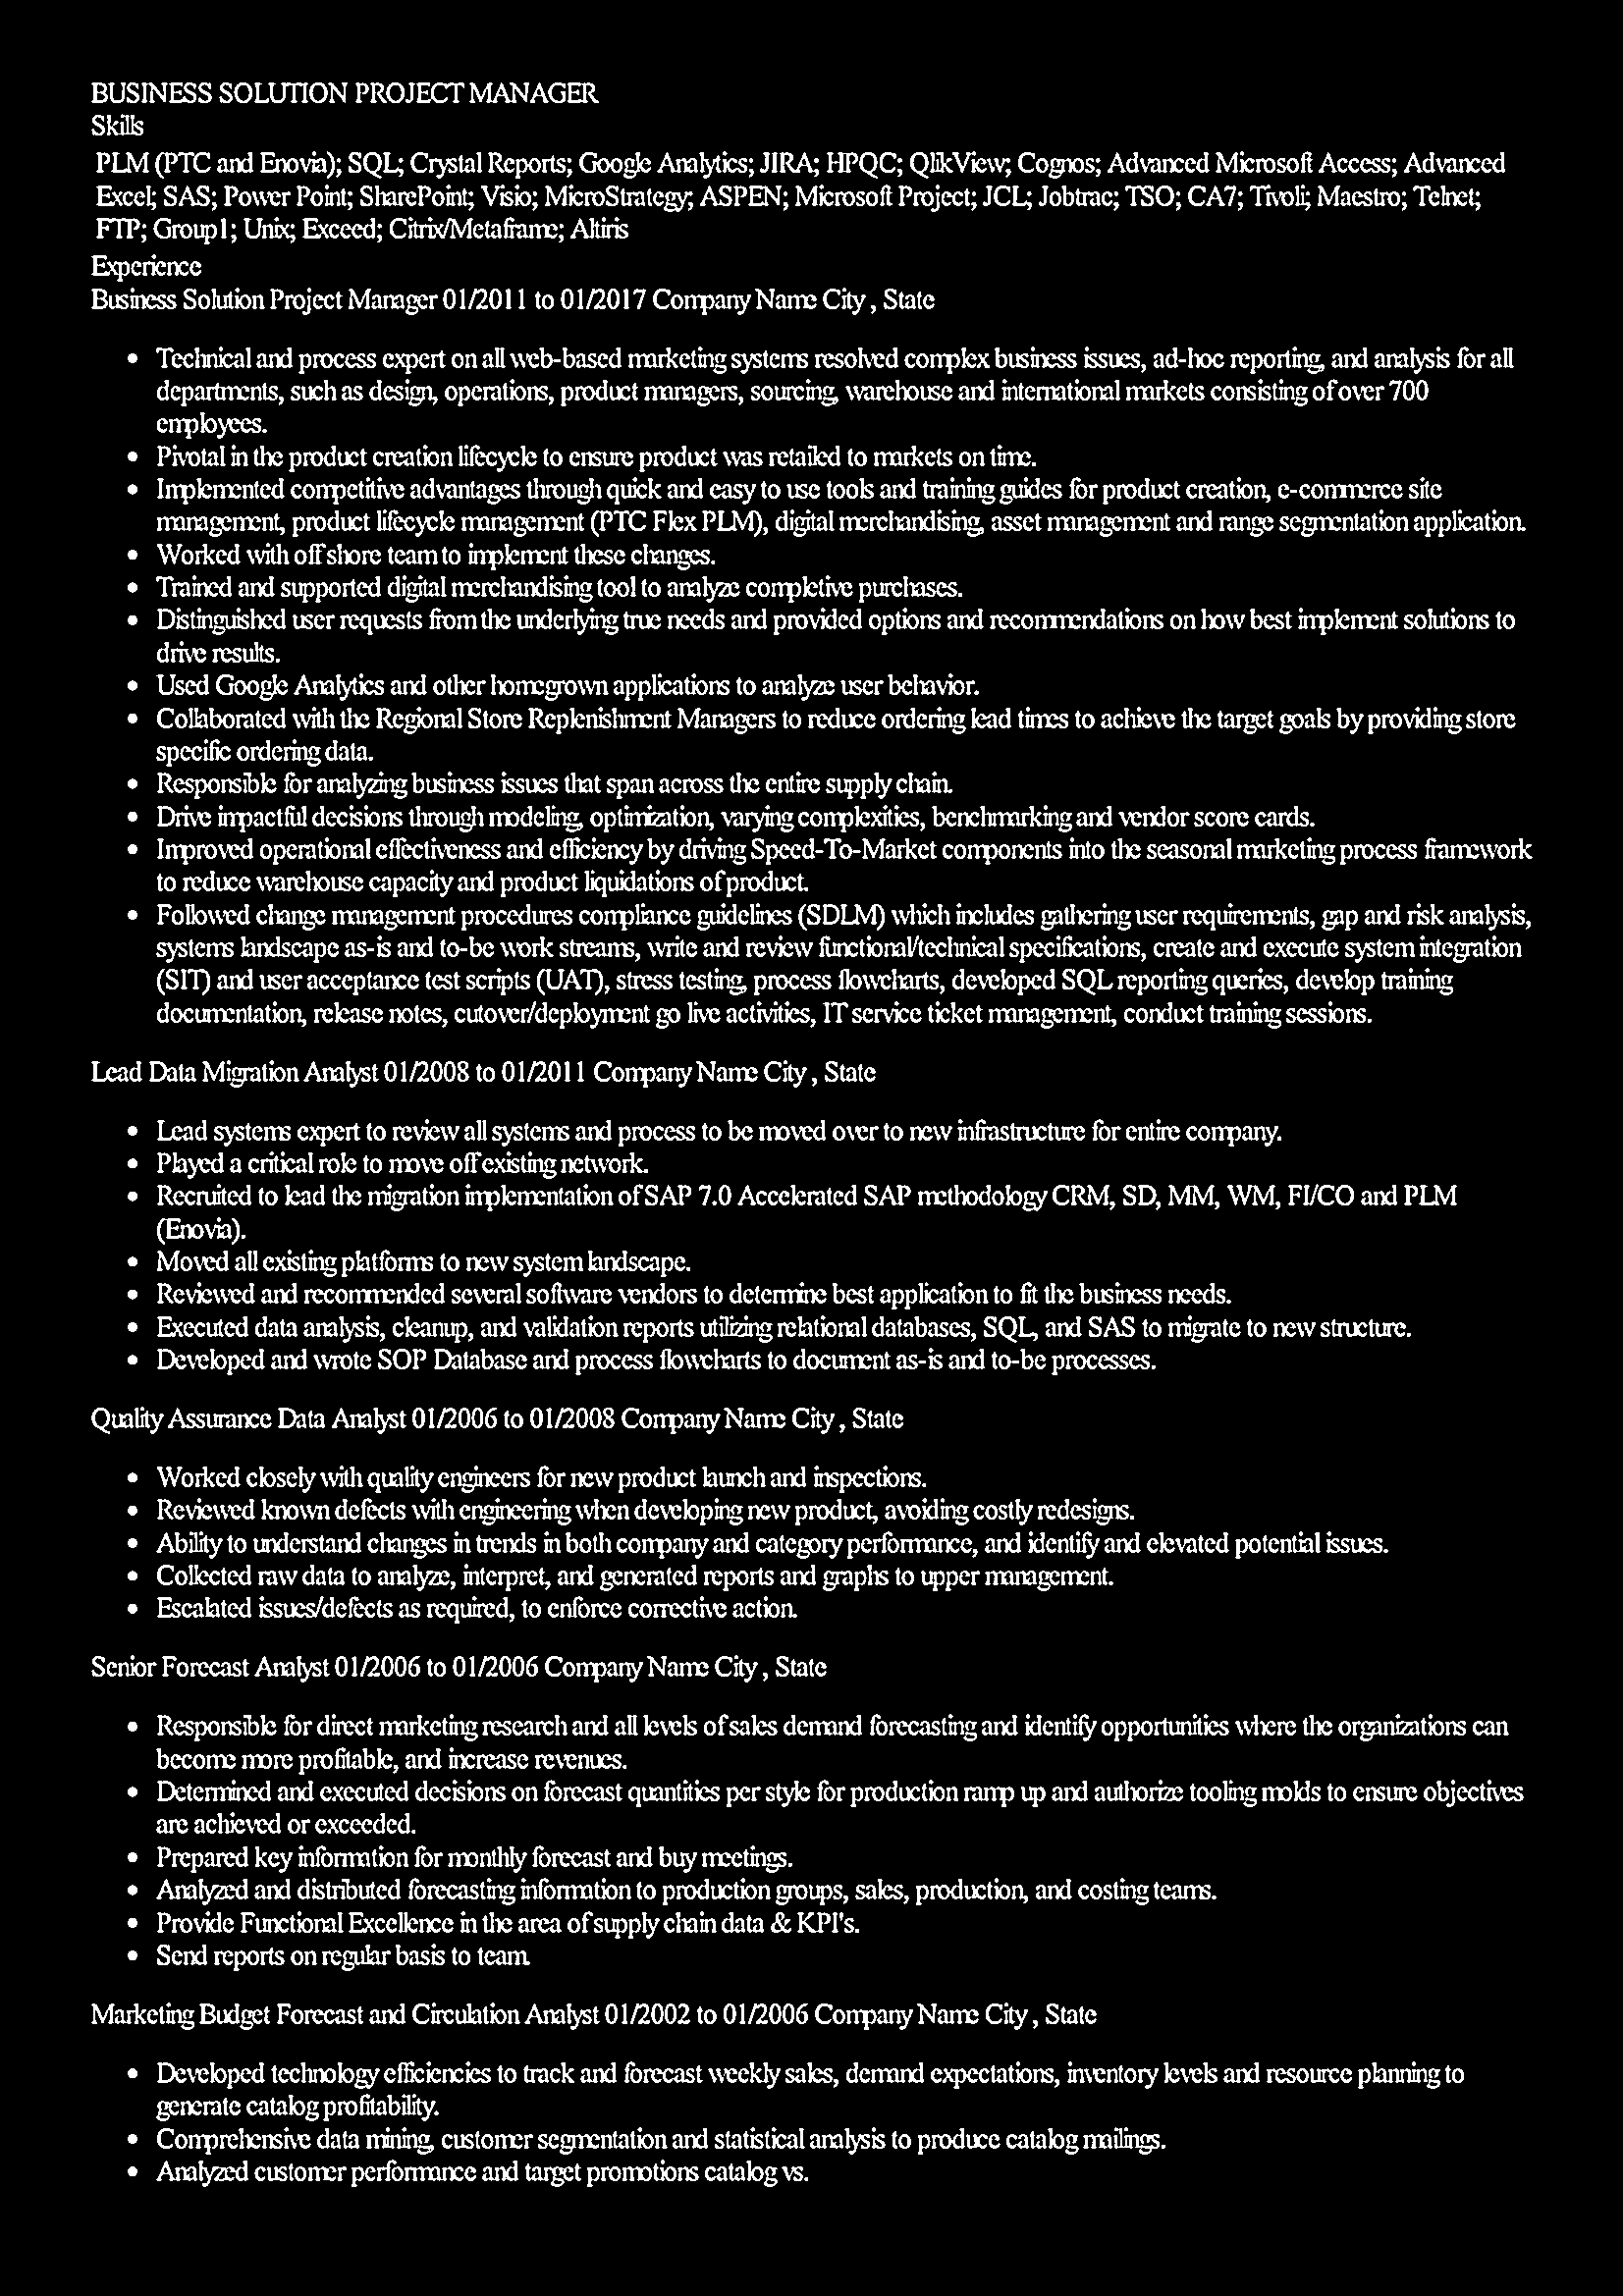 BUSINESS SOLUTION PROJECT MANAGER
Skills
PLM (PTC and Enovia); SQL; Crystal Reports; Google Analytics; JIRA; HPQC; QlikView; Cognos; Advanced Microsoft Access; Advanced
Excel; SAS; Power Point; SharePoint; Visio; MicroStrategy; ASPEN; Microsoft Project; JCL; Jobtrac; TSO; CA7; Tivoli; Maestro; Telnet;
FTP; Group1; Unix; Exceed; Citrix/Metaframe; Altiris
Experience
Business Solution Project Manager 01/2011 to 01/2017 Company Name City , State
• Technical and process expert on all web-based marketing systems resolved complex business issues, ad-hoc reporting, and analysis for all
departments, such as design, operations, product managers, sourcing, warehouse and international markets consisting of over 700
employees.
• Pivotal in the product creation lifecycle to ensure product was retailed to markets on time.
• Implemented competitive advantages through quick and easy to use tools and training guides for product creation, e-commerce site
management, product lifecycle management (PTC Flex PLM), digital merchandising, asset management and range segmentation application.
• Worked with offshore team to implement these changes.
• Trained and supported digital merchandising tool to analyze completive purchases.
• Distinguished user requests from the underlying true needs and provided options and recommendations on how best implement solutions to
drive results.
• Used Google Analytics and other homegrown applications to analyze user behavior.
• Collaborated with the Regional Store Replenishment Managers to reduce ordering lead times to achieve the target goals by providing store
specific ordering data.
• Responsible for analyzing business issues that span across the entire supply chain.
• Drive impactful decisions through modeling, optimization, varying complexities, benchmarking and vendor score cards.
• Improved operational effectiveness and efficiency by driving Speed-To-Market components into the seasonal marketing process framework
to reduce warehouse capacity and product liquidations of product.
• Followed change management procedures compliance guidelines (SDLM) which includes gathering user requirements, gap and risk analysis,
systems landscape as-is and to-be work streams, write and review functional/technical specifications, create and execute system integration
(SIT) and user acceptance test scripts (UAT), stress testing, process flowcharts, developed SQL reporting queries, develop training
documentation, release notes, cutover/deployment go live activities, IT service ticket management, conduct training sessions.
Lead Data Migration Analyst 01/2008 to 01/2011 Company Name City , State
• Lead systems expert to review all systems and process to be moved over to new infrastructure for entire company.
• Played a critical role to move off existing network.
• Recruited to lead the migration implementation of SAP 7.0 Accelerated SAP methodology CRM, SD, MM, WM, FI/CO and PLM
(Enovia).
• Moved all existing platforms to new system landscape.
• Reviewed and recommended several software vendors to determine best application to fit the business needs.
• Executed data analysis, cleanup, and validation reports utilizing relational databases, SQL, and SAS to migrate to new structure.
• Developed and wrote SOP Database and process flowcharts to document as-is and to-be processes.
Quality Assurance Data Analyst 01/2006 to 01/2008 Company Name City , State
• Worked closely with quality engineers for new product launch and inspections.
• Reviewed known defects with engineering when developing new product, avoiding costly redesigns.
• Ability to understand changes in trends in both company and category performance, and identify and elevated potential issues.
• Collected raw data to analyze, interpret, and generated reports and graphs to upper management.
• Escalated issues/defects as required, to enforce corrective action.
Senior Forecast Analyst 01/2006 to 01/2006 Company Name City , State
• Responsible for direct marketing research and all levels of sales demand forecasting and identify opportunities where the organizations can
become more profitable, and increase revenues.
• Determined and executed decisions on forecast quantities per style for production ramp up and authorize tooling molds to ensure objectives
are achieved or exceeded.
• Prepared key information for monthly forecast and buy meetings.
• Analyzed and distributed forecasting information to production groups, sales, production, and costing teams.
• Provide Functional Excellence in the area of supply chain data & KPI's.
• Send reports on regular basis to team.
Marketing Budget Forecast and Circulation Analyst 01/2002 to 01/2006 Company Name City , State
• Developed technology efficiencies to track and forecast weekly sales, demand expectations, inventory levels and resource planning to
generate catalog profitability.
• Comprehensive data mining, customer segmentation and statistical analysis to produce catalog mailings.
• Analyzed customer performance and target promotions catalog vs.